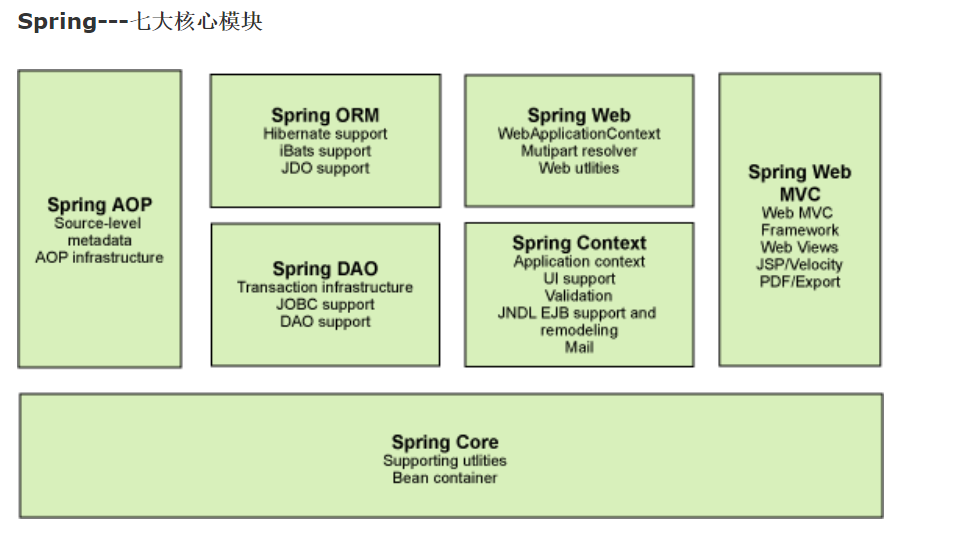 Spring---七大核心模块
Spring AOP
Source-level
metadata
AOP infrastructure
Spring ORM
Hibernate support
iBats support
JDO support
Spring DAO
Transaction infrastructure
JOBC support
DAO support
Spring Web
WebApplicationContext
Mutipart resolver
Web utlities
Spring Context
Application context
UI support
Validation
JNDL EJB support and
remodeling
Mail
Spring Web
MVC
Web MVC
Framework
Web Views
JSP/Velocity
PDF/Export
Spring Core
Supporting utlities
Bean container